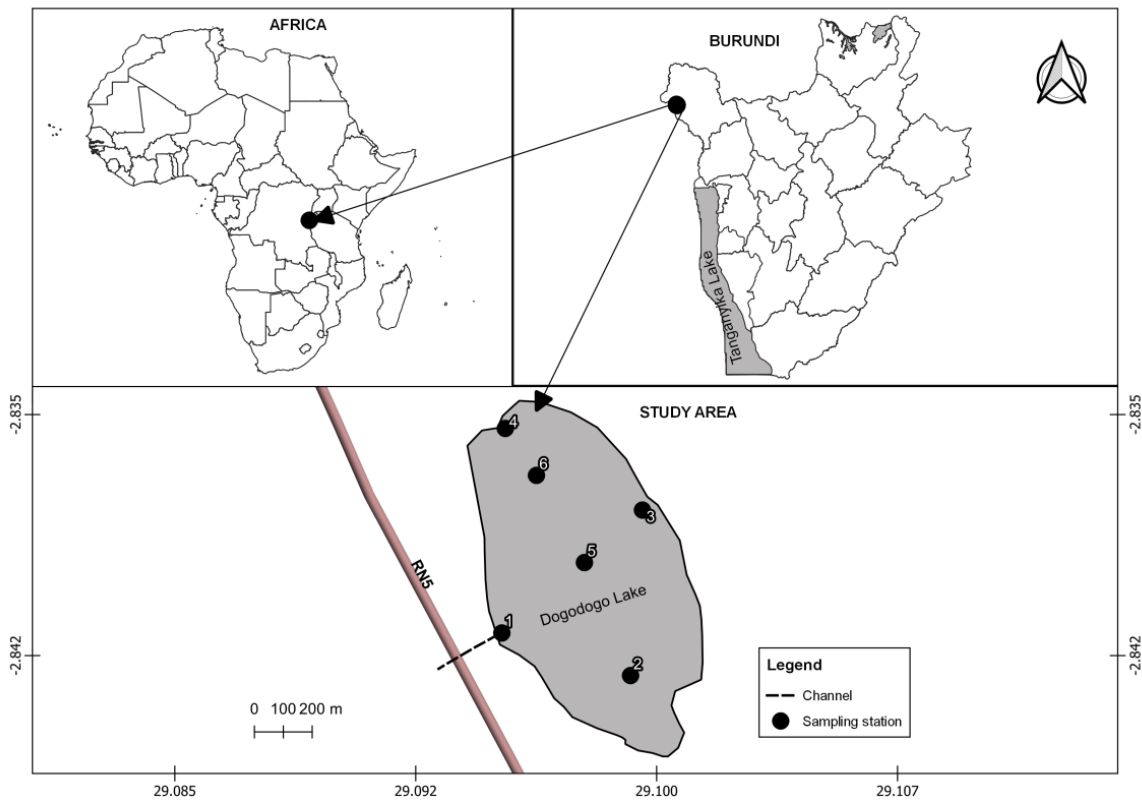 AFRICA
BURUNDI
Tanganyika Lake
STUDY AREA
-2.835
-2.835
4
6
3
5
RN5
Dogodogo Lake
1
2
-2.842
-2.842
Legend
Channel
Sampling station
0 100 200 m
29.085 29.092 29.100 29.107